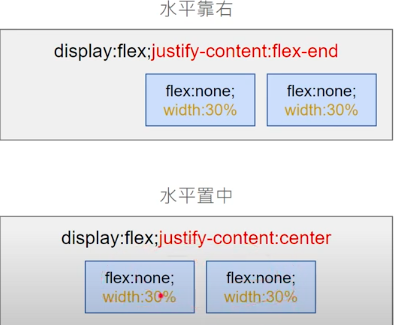 水平靠右
display:flex;justify-content:flex-end
flex:none; flex:none;
width:30% width:30%
水平置中
display:flex;justify-content:center
flex:none; flex:none;
width:30% width:30%